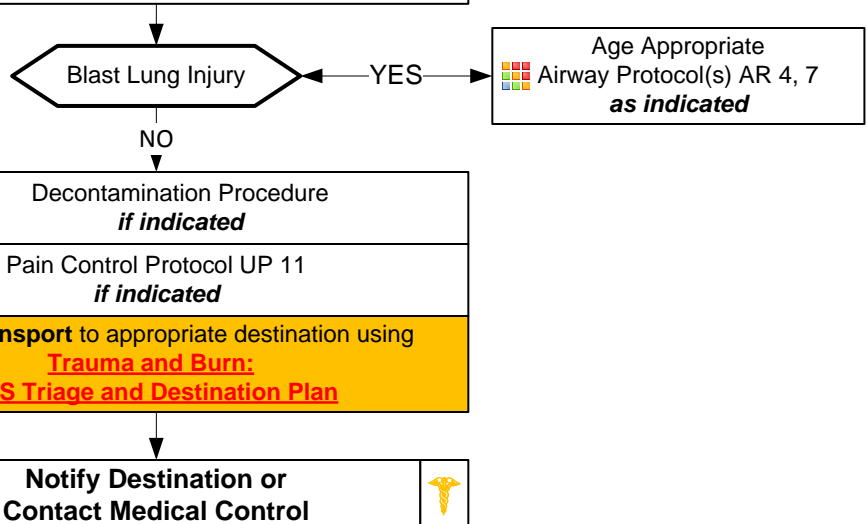 Blast Lung Injury
YES
Age Appropriate
Airway Protocol(s) AR 4, 7
as indicated
NO
Decontamination Procedure
if indicated
Pain Control Protocol UP 11
if indicated
nsport to appropriate destination using
Trauma and Burn:
S Triage and Destination Plan
Notify Destination or
Contact Medical Control